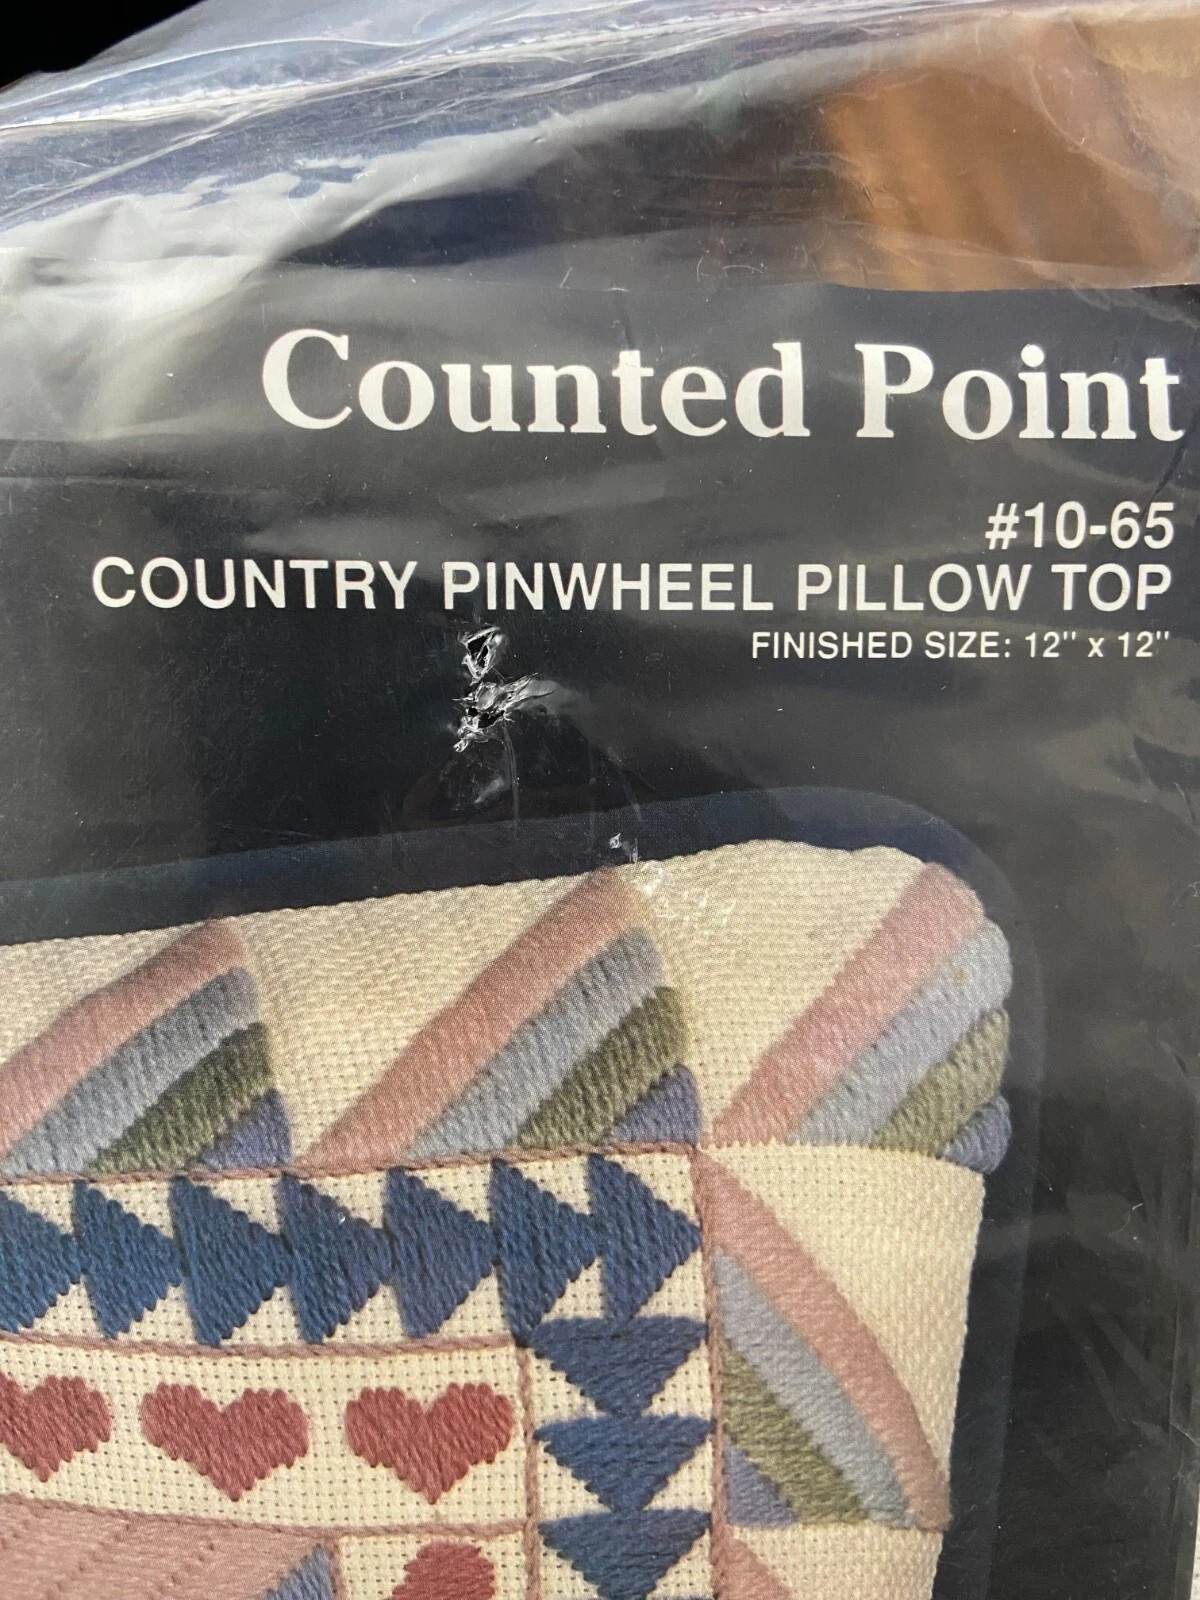 Counted Point
#10-65
COUNTRY PINWHEEL PILLOW TOP
FINISHED SIZE: 12" x 12"